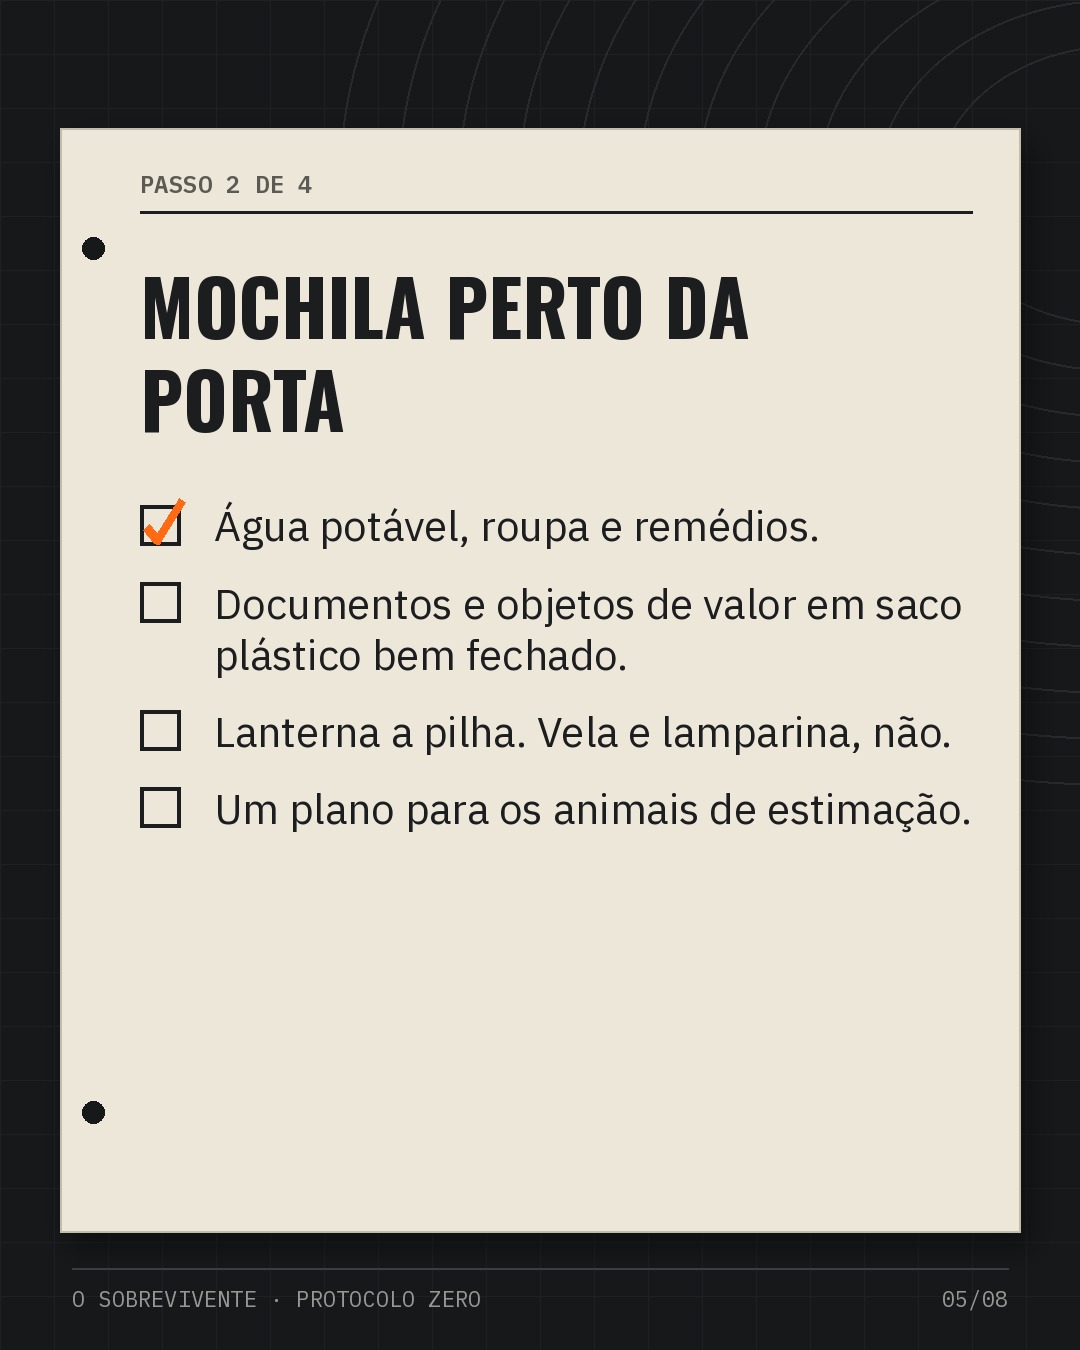 PASSO 2 DE 4
MOCHILA PERTO DA
PORTA
Água potável, roupa e remédios.
Documentos e objetos de valor em saco
plástico bem fechado.
Lanterna a pilha. Vela e lamparina, não.
Um plano para os animais de estimação.
O SOBREVIVENTE · PROTOCOLO ZERO
05/08